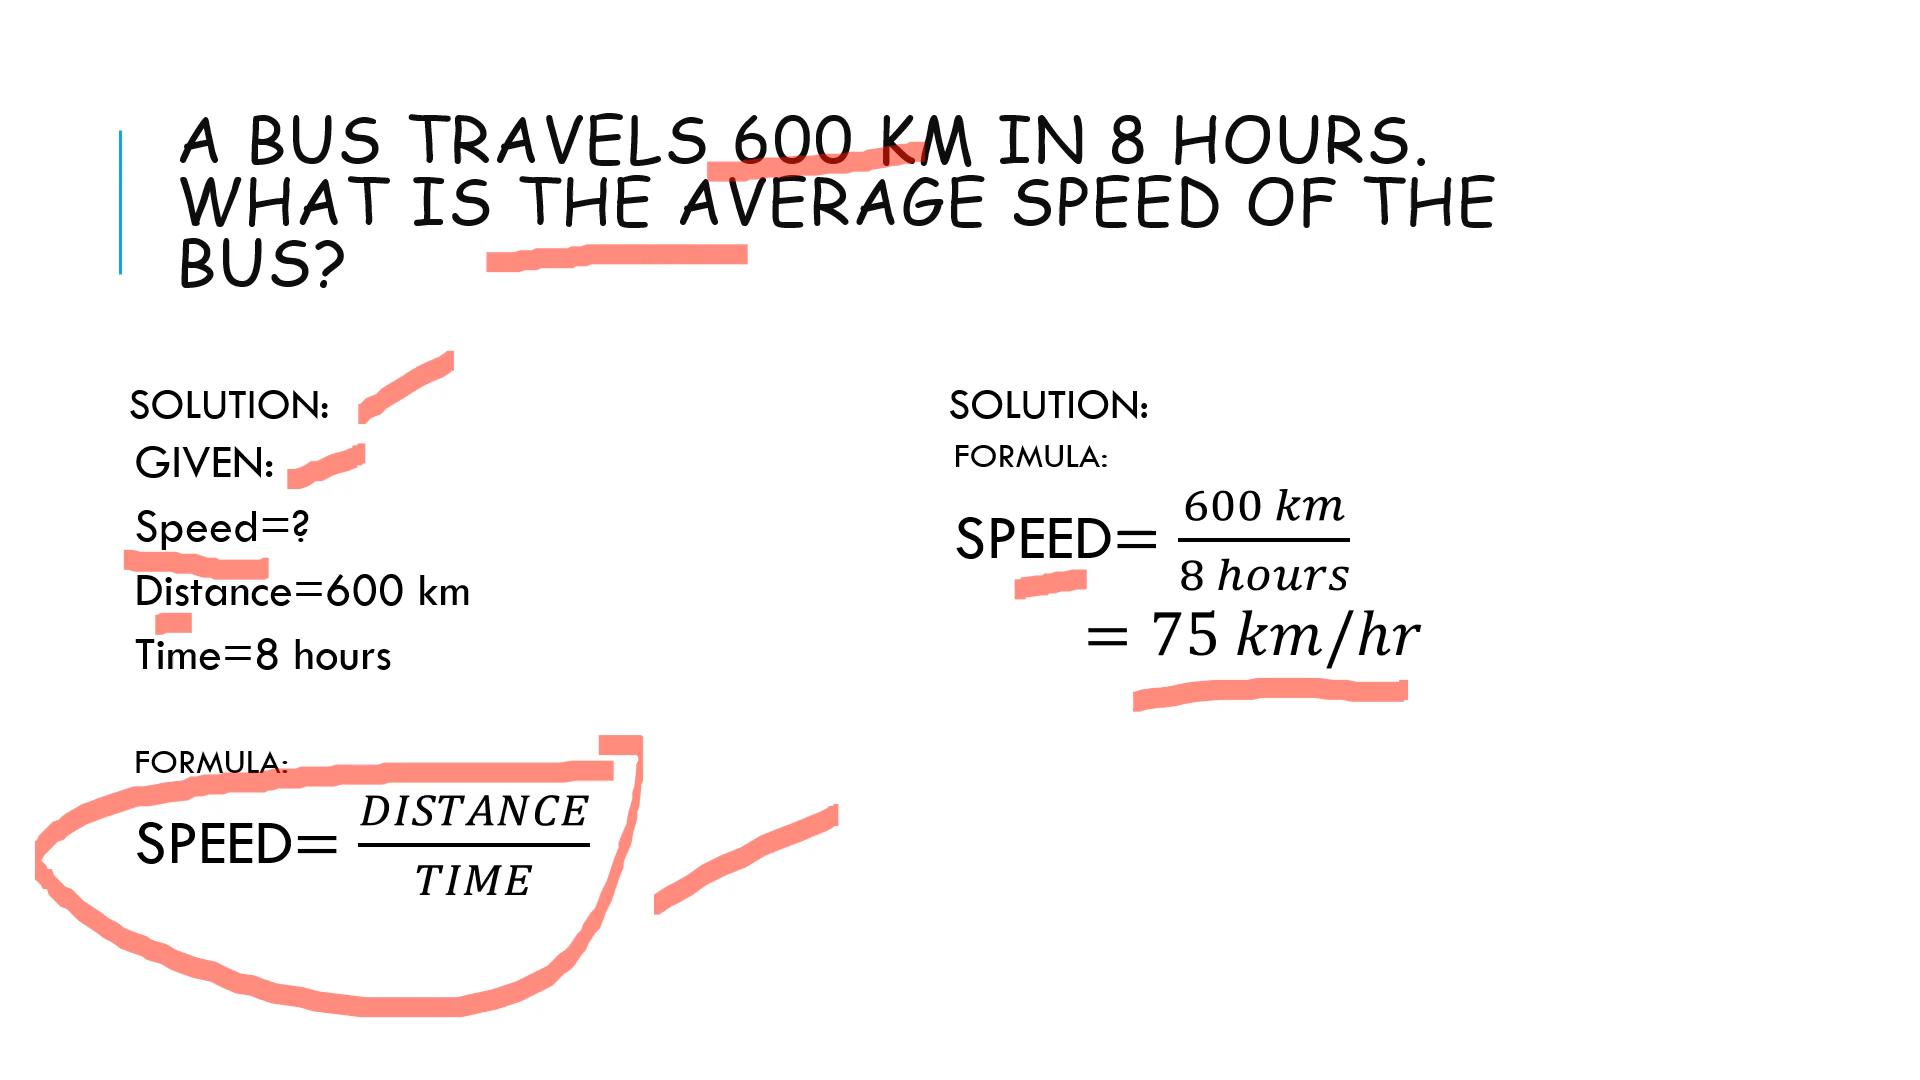 A BUS TRAVELS 600 KM IN 8 HOURS.
WHAT IS THE AVERAGE SPEED OF THE
BUS?
SOLUTION:
GIVEN:
Speed=?
Distance=600 km
Time=8 hours
FORMULA:
SPEED= DISTANCE/TIME
SOLUTION:
FORMULA:
SPEED= 600 km/8 hours
= 75 km/hr